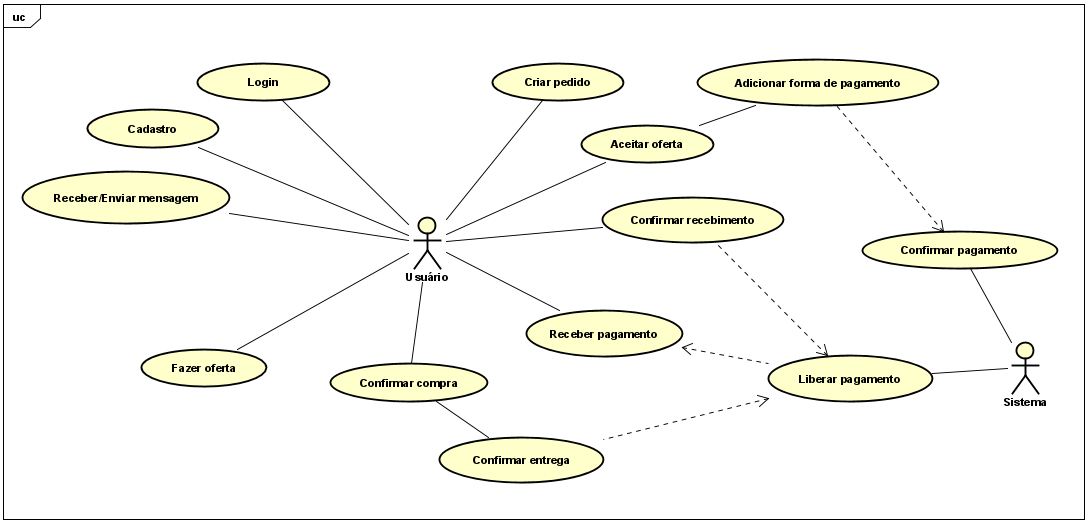 uc
Login
Criar pedido
Adicionar forma de pagamento
Cadastro
Aceitar oferta
Receber/Enviar mensagem
Confirmar recebimento
Confirmar pagamento
Usuário
Receber pagamento
Fazer oferta
Confirmar compra
Liberar pagamento
Sistema
Confirmar entrega